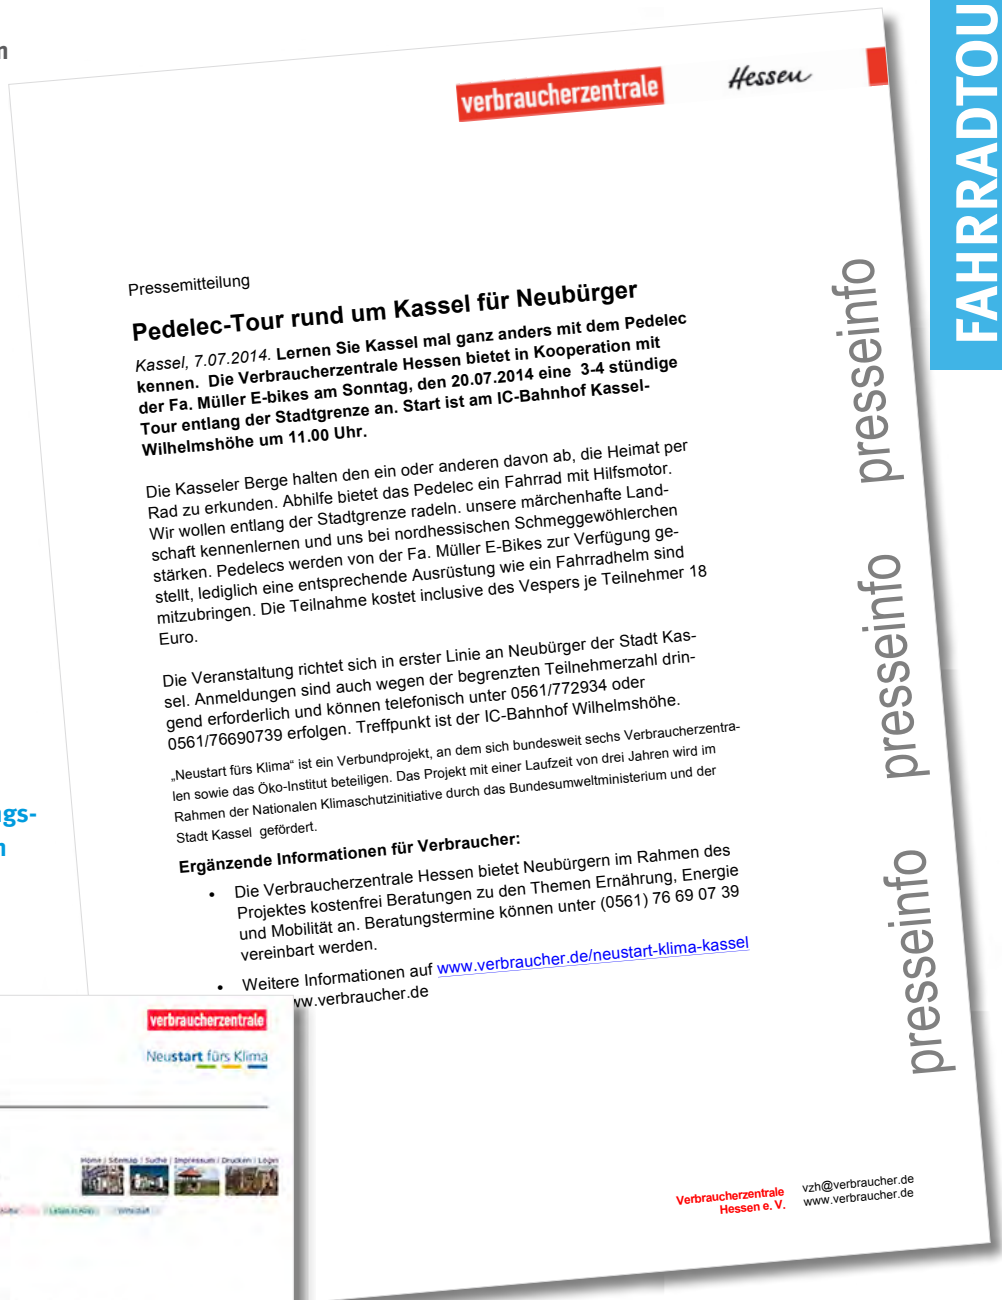 n
FAHRRADTOU
verbraucherzentrale
Hessen
Pressemitteilung
Pedelec-Tour rund um Kassel für Neubürger
Kassel, 7.07.2014. Lernen Sie Kassel mal ganz anders mit dem Pedelec
kennen. Die Verbraucherzentrale Hessen bietet in Kooperation mit
der Fa. Müller E-bikes am Sonntag, den 20.07.2014 eine 3-4 stündige
Tour entlang der Stadtgrenze an. Start ist am IC-Bahnhof Kassel-
Wilhelmshöhe um 11.00 Uhr.
Die Kasseler Berge halten den ein oder anderen davon ab, die Heimat per
Rad zu erkunden. Abhilfe bietet das Pedelec ein Fahrrad mit Hilfsmotor.
Wir wollen entlang der Stadtgrenze radeln. unsere märchenhafte Land-
schaft kennenlernen und uns bei nordhessischen Schmeggewöhlerchen
stärken. Pedelecs werden von der Fa. Müller E-Bikes zur Verfügung ge-
stellt, lediglich eine entsprechende Ausrüstung wie ein Fahrradhelm sind
mitzubringen. Die Teilnahme kostet inclusive des Vespers je Teilnehmer 18
Euro.
Die Veranstaltung richtet sich in erster Linie an Neubürger der Stadt Kas-
sel. Anmeldungen sind auch wegen der begrenzten Teilnehmerzahl drin-
gend erforderlich und können telefonisch unter 0561/772934 oder
0561/76690739 erfolgen. Treffpunkt ist der IC-Bahnhof Wilhelmshöhe.
„Neustart fürs Klima“ ist ein Verbundprojekt, an dem sich bundesweit sechs Verbraucherzentra-
len sowie das Öko-Institut beteiligen. Das Projekt mit einer Laufzeit von drei Jahren wird im
Rahmen der Nationalen Klimaschutzinitiative durch das Bundesumweltministerium und der
Stadt Kassel gefördert.
Ergänzende Informationen für Verbraucher:
• Die Verbraucherzentrale Hessen bietet Neubürgern im Rahmen des
Projektes kostenfrei Beratungen zu den Themen Ernährung, Energie
und Mobilität an. Beratungstermine können unter (0561) 76 69 07 39
vereinbart werden.
• Weitere Informationen auf www.verbraucher.de/neustart-klima-kassel
ww.verbraucher.de
presseinfo
presseinfo
presseinfo
ngs-
n
verbraucherzentrale
Neustart fürs Klima
Home | Sitemap | Suche | Impressum | Drucken | Login
Wirtschaft
Verbraucherzentrale
Hessen e. V.
vzh@verbraucher.de
www.verbraucher.de